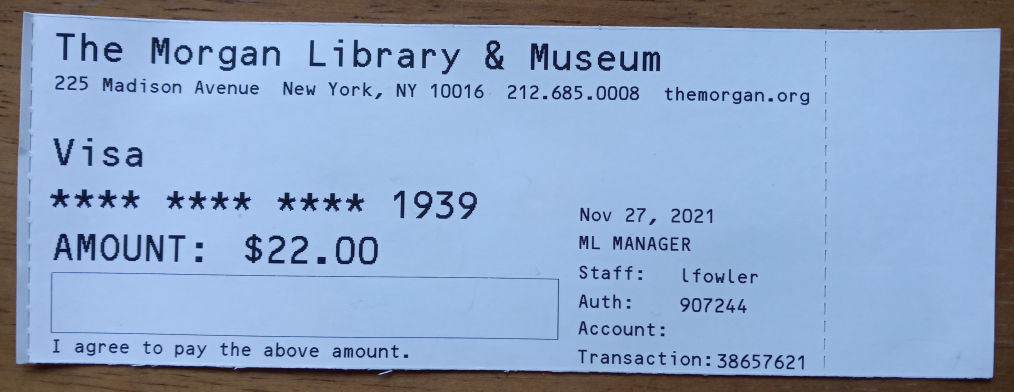 The Morgan Library & Museum
225 Madison Avenue New York, NY 10016 212.685.0008 themorgan.org
Visa
**** **** **** 1939
AMOUNT: $22.00
I agree to pay the above amount.
Nov 27, 2021
ML MANAGER
Staff: lfowler
Auth: 907244
Account:
Transaction:38657621